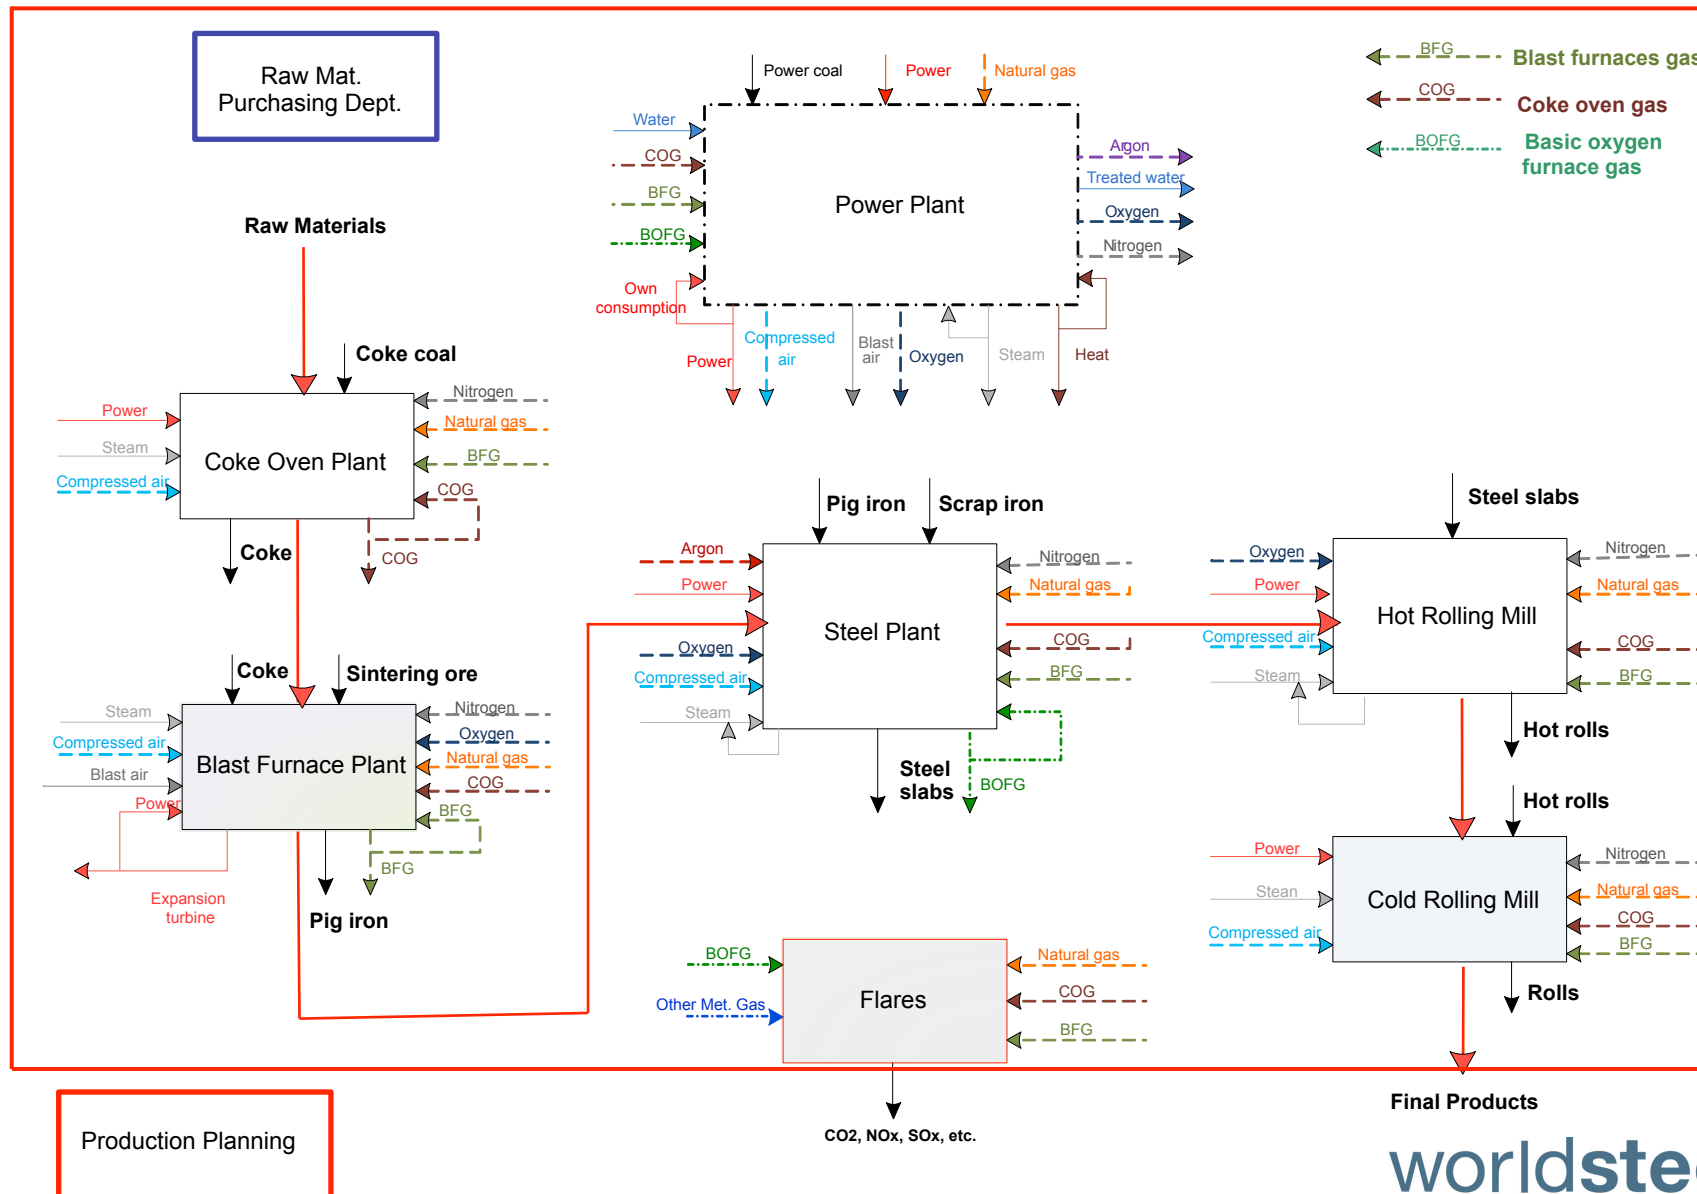 Raw Mat.
Purchasing Dept.
Power coal
Power
Natural gas
BFG
Blast furnaces gas
COG
Coke oven gas
BOFG
Basic oxygen
furnace gas
Water
COG
BFG
BOFG
Own
consumption
Power Plant
Argon
Treated water
Oxygen
Nitrogen
Power
Compressed
air
Blast
air
Oxygen
Steam
Heat
Raw Materials
Coke coal
Power
Steam
Compressed air
Coke Oven Plant
Nitrogen
Natural gas
BFG
COG
COG
Coke
Coke
Sintering ore
Steam
Compressed air
Blast air
Power
Blast Furnace Plant
Nitrogen
Oxygen
Natural gas
COG
BFG
BFG
Expansion
turbine
Pig iron
Pig iron
Scrap iron
Argon
Power
Oxygen
Compressed air
Steam
Steel Plant
Nitrogen
Natural gas
COG
BFG
Steel
slabs
BOFG
Steel slabs
Oxygen
Power
Compressed air
Steam
Hot Rolling Mill
Nitrogen
Natural gas
COG
BFG
Hot rolls
Hot rolls
Power
Stean
Compressed air
Cold Rolling Mill
Nitrogen
Natural gas
COG
BFG
Rolls
BOFG
Other Met. Gas
Flares
Natural gas
COG
BFG
CO2, NOx, SOx, etc.
Final Products
Production Planning